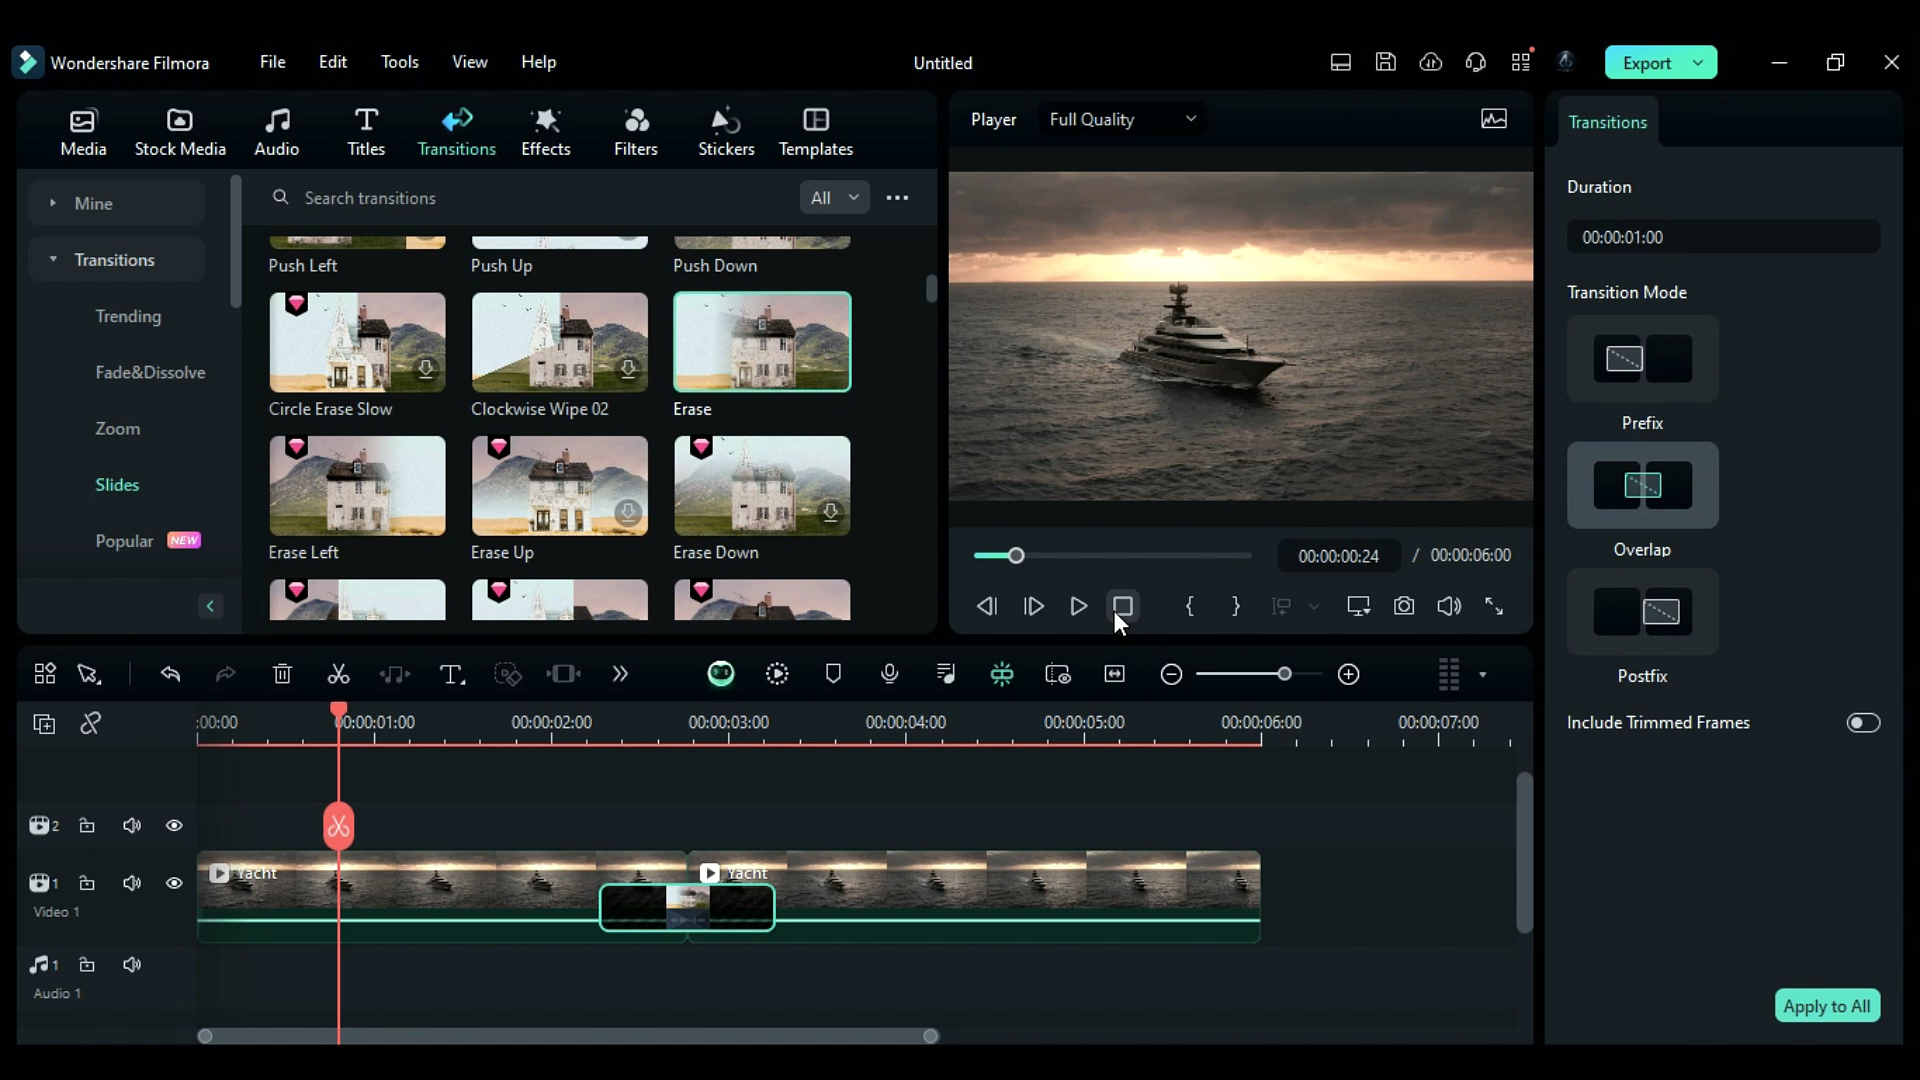 Wondershare Filmora
File Edit Tools View Help
Untitled
Export
Media Stock Media Audio Titles Transitions Effects Filters Stickers Templates
Player Full Quality
Mine
Search transitions
All
Transitions
Trending
Fade&Dissolve
Zoom
Slides
Popular NEW
Push Left Push Up Push Down
Circle Erase Slow Clockwise Wipe 02 Erase
Erase Left Erase Up Erase Down
00:00:00:24 / 00:00:06:00
{ }
Transitions
Duration
00:00:01:00
Transition Mode
Prefix
Overlap
Postfix
Include Trimmed Frames
Apply to All
:00:00 00:00:01:00 00:00:02:00 00:00:03:00 00:00:04:00 00:00:05:00 00:00:06:00 00:00:07:00
2
Yacht Yacht
1
Video 1
1
Audio 1